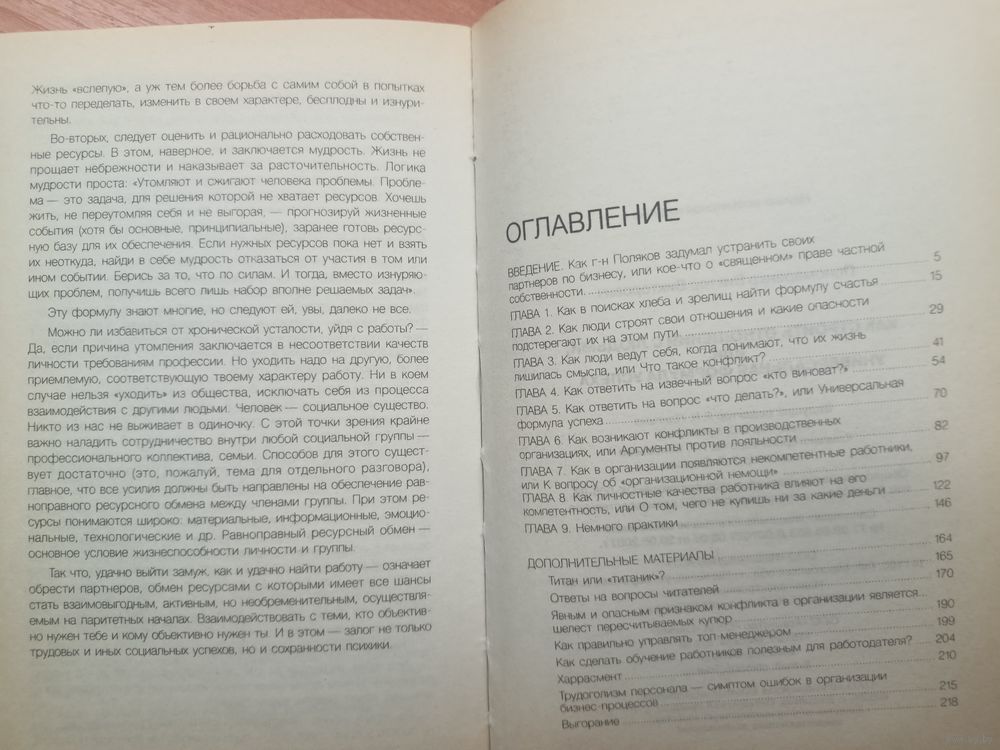 Жизнь «вслепую», а уж тем более борьба с самим собой в попытках
что-то переделать, изменить в своем характере, бесплодны и изнури-
тельны.
Во-вторых, следует оценить и рационально расходовать собствен-
ные ресурсы. В этом, наверное, и заключается мудрость. Жизнь не
прощает небрежности и наказывает за расточительность. Логика
мудрости проста: «Утомляют и сжигают человека проблемы. Пробле-
ма — это задача, для решения которой не хватает ресурсов. Хочешь
жить, не переутомляя себя и не выгорая, — прогнозируй жизненные
события (хотя бы основные, принципиальные), заранее готовь ресурс-
ную базу для их обеспечения. Если нужных ресурсов пока нет и взять
их неоткуда, найди в себе мудрость отказаться от участия в том или
ином событии. Берись за то, что по силам. И тогда, вместо изнуряю-
щих проблем, получишь всего лишь набор вполне решаемых задач».
Эту формулу знают многие, но следуют ей, увы, далеко не все.
Можно ли избавиться от хронической усталости, уйдя с работы? —
Да, если причина утомления заключается в несоответствии качеств
личности требованиям профессии. Но уходить надо на другую, более
приемлемую, соответствующую твоему характеру работу. Ни в коем
случае нельзя «уходить» из общества, исключать себя из процесса
взаимодействия с другими людьми. Человек — социальное существо.
Никто из нас не выживает в одиночку. С этой точки зрения крайне
важно наладить сотрудничество внутри любой социальной группы —
профессионального коллектива, семьи. Способов для этого сущест-
вует достаточно (это, пожалуй, тема для отдельного разговора),
главное, что все усилия должны быть направлены на обеспечение рав-
ноправного ресурсного обмена между членами группы. При этом ре-
сурсы понимаются широко: материальные, информационные, эмоцио-
нальные, технологические и др. Равноправный ресурсный обмен —
основное условие жизнеспособности личности и группы.
Так что, удачно выйти замуж, как и удачно найти работу — означает
обрести партнеров, обмен ресурсами с которыми имеет все шансы
стать взаимовыгодным, активным, но необременительным, осуществля-
емым на паритетных началах. Взаимодействовать с теми, кто объектив-
но нужен тебе и кому объективно нужен ты. И в этом — залог не только
трудовых и иных социальных успехов, но и сохранности психики.
ОГЛАВЛЕНИЕ
ВВЕДЕНИЕ. Как г-н Поляков задумал устранить своих
партнеров по бизнесу, или кое-что о «священном» праве частной
собственности. 5
ГЛАВА 1. Как в поисках хлеба и зрелищ найти формулу счастья 15
ГЛАВА 2. Как люди строят свои отношения и какие опасности
подстерегают их на этом пути. 29
ГЛАВА 3. Как люди ведут себя, когда понимают, что их жизнь
лишилась смысла, или Что такое конфликт? 41
ГЛАВА 4. Как ответить на извечный вопрос «кто виноват?» 54
ГЛАВА 5. Как ответить на вопрос «что делать?», или Универсальная
формула успеха 70
ГЛАВА 6. Как возникают конфликты в производственных
организациях, или Аргументы против лояльности 82
ГЛАВА 7. Как в организации появляются некомпетентные работники,
или К вопросу об «организационной немощи» 97
ГЛАВА 8 Как личностные качества работника влияют на его
компетентность, или О том, чего не купишь ни за какие деньги 122
ГЛАВА 9. Немного практики 146
ДОПОЛНИТЕЛЬНЫЕ МАТЕРИАЛЫ 164
Титан или «титаник»? 165
Ответы на вопросы читателей 170
Явным и опасным признаком конфликта в организации является...
шелест пересчитываемых купюр 190
Как правильно управлять топ-менеджером 199
Как сделать обучение работников полезным для работодателя? 204
Харрасмент 210
Трудоголизм персонала — симптом ошибок в организации
бизнес-процессов 215
Выгорание 218